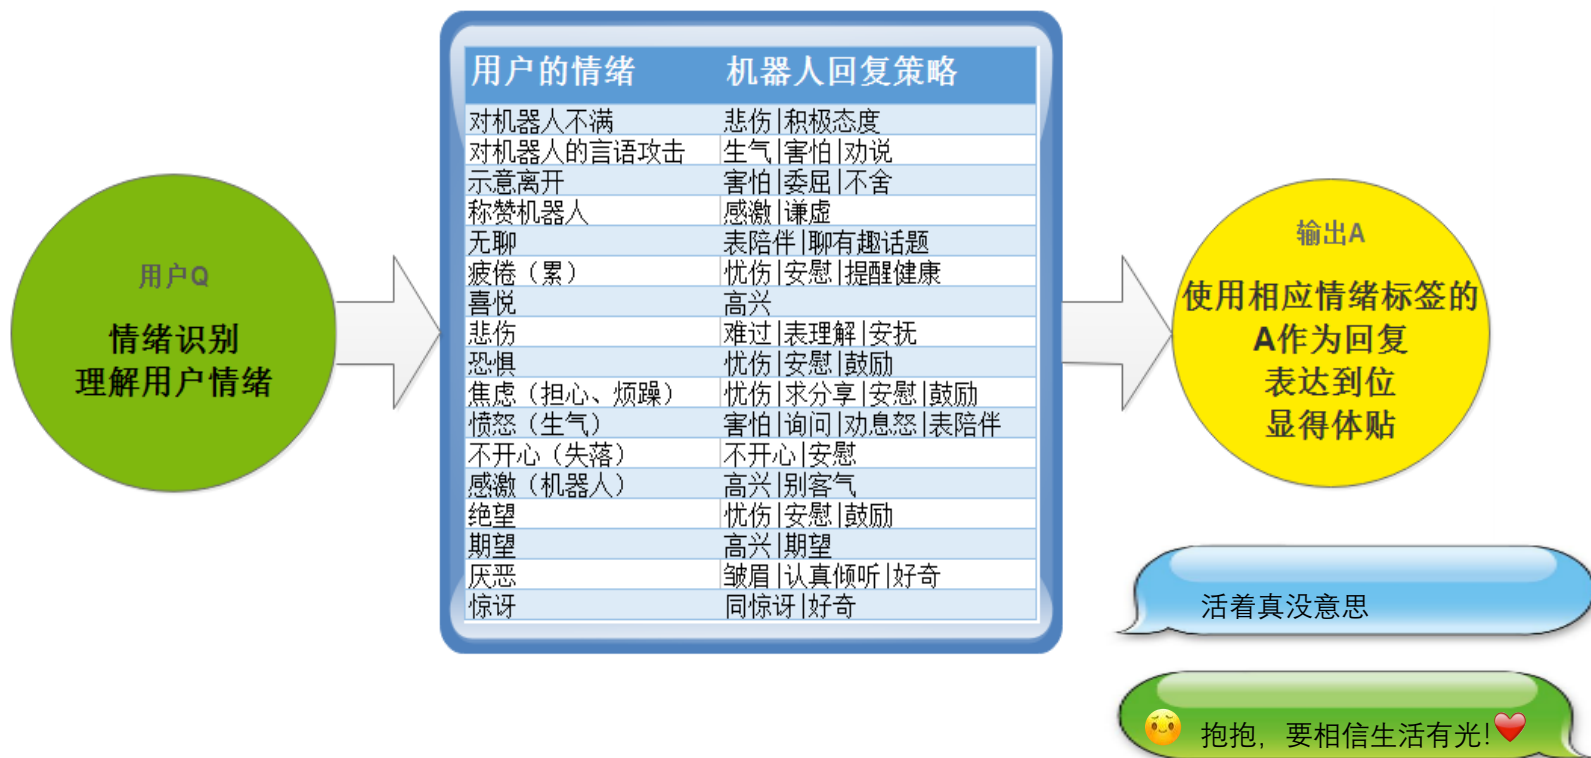 用户Q
情绪识别
理解用户情绪
用户的情绪 机器人回复策略
对机器人不满 悲伤|积极态度
对机器人的言语攻击 生气|害怕|劝说
示意离开 害怕|委屈|不舍
称赞机器人 感激|谦虚
无聊 表陪伴|聊有趣话题
疲倦（累） 忧伤|安慰|提醒健康
喜悦 高兴
悲伤 难过|表理解|安抚
恐惧 忧伤|安慰|鼓励
焦虑（担心、烦躁） 忧伤|求分享|安慰|鼓励
愤怒（生气） 害怕|询问|劝息怒|表陪伴
不开心（失落） 不开心|安慰
感激（机器人） 高兴|别客气
绝望 忧伤|安慰|鼓励
期望 高兴|期望
厌恶 皱眉|认真倾听|好奇
惊讶 同惊讶|好奇
输出A
使用相应情绪标签的
A作为回复
表达到位
显得体贴
活着真没意思
抱抱，要相信生活有光!